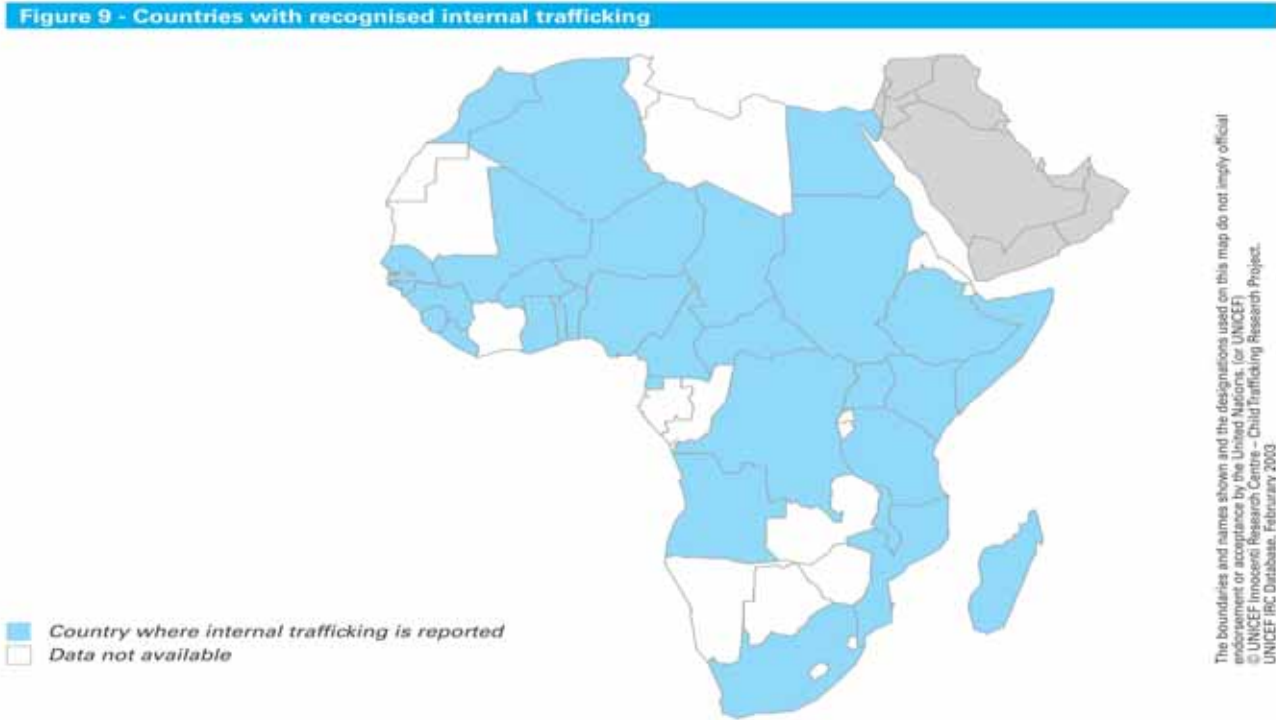 Figure 9 - Countries with recognised internal trafficking
Country where internal trafficking is reported
Data not available
The boundaries and names shown and the designations used on this map do not imply official
endorsement or acceptance by the United Nations. (or UNICEF)
© UNICEF Innocenti Research Centre – Child Trafficking Research Project.
UNICEF IRC Database, Februrary 2003